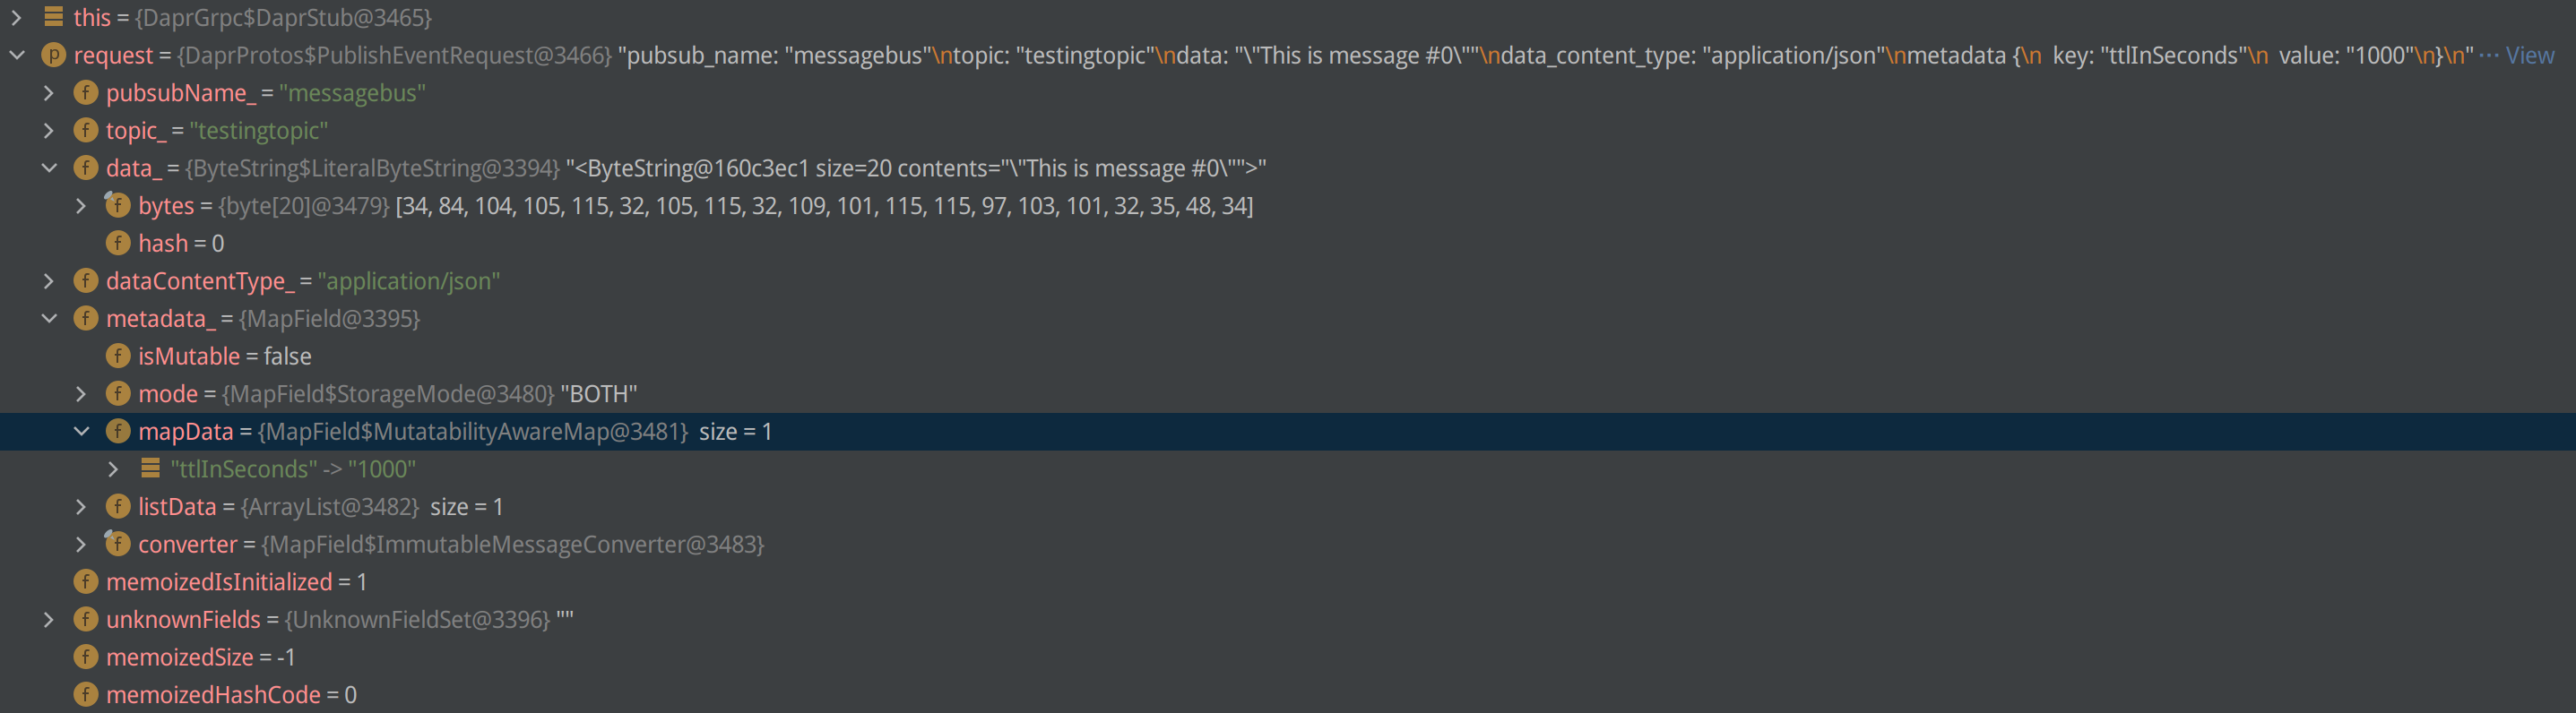 this = {DaprGrpc$DaprStub@3465}
p request = {DaprProtos$PublishEventRequest@3466} "pubsub_name: "messagebus"\ntopic: "testingtopic"\ndata: "\"This is message #0\""\ndata_content_type: "application/json"\nmetadata {\n  key: "ttlInSeconds"\n  value: "1000"\n}\n" ··· View
f pubsubName_ = "messagebus"
f topic_ = "testingtopic"
f data_ = {ByteString$LiteralByteString@3394} "<ByteString@160c3ec1 size=20 contents="\"This is message #0\"">"
f bytes = {byte[20]@3479} [34, 84, 104, 105, 115, 32, 105, 115, 32, 109, 101, 115, 115, 97, 103, 101, 32, 35, 48, 34]
f hash = 0
f dataContentType_ = "application/json"
f metadata_ = {MapField@3395}
f isMutable = false
f mode = {MapField$StorageMode@3480} "BOTH"
f mapData = {MapField$MutatabilityAwareMap@3481}  size = 1
"ttlInSeconds" -> "1000"
f listData = {ArrayList@3482}  size = 1
f converter = {MapField$ImmutableMessageConverter@3483}
f memoizedIsInitialized = 1
f unknownFields = {UnknownFieldSet@3396} ""
f memoizedSize = -1
f memoizedHashCode = 0